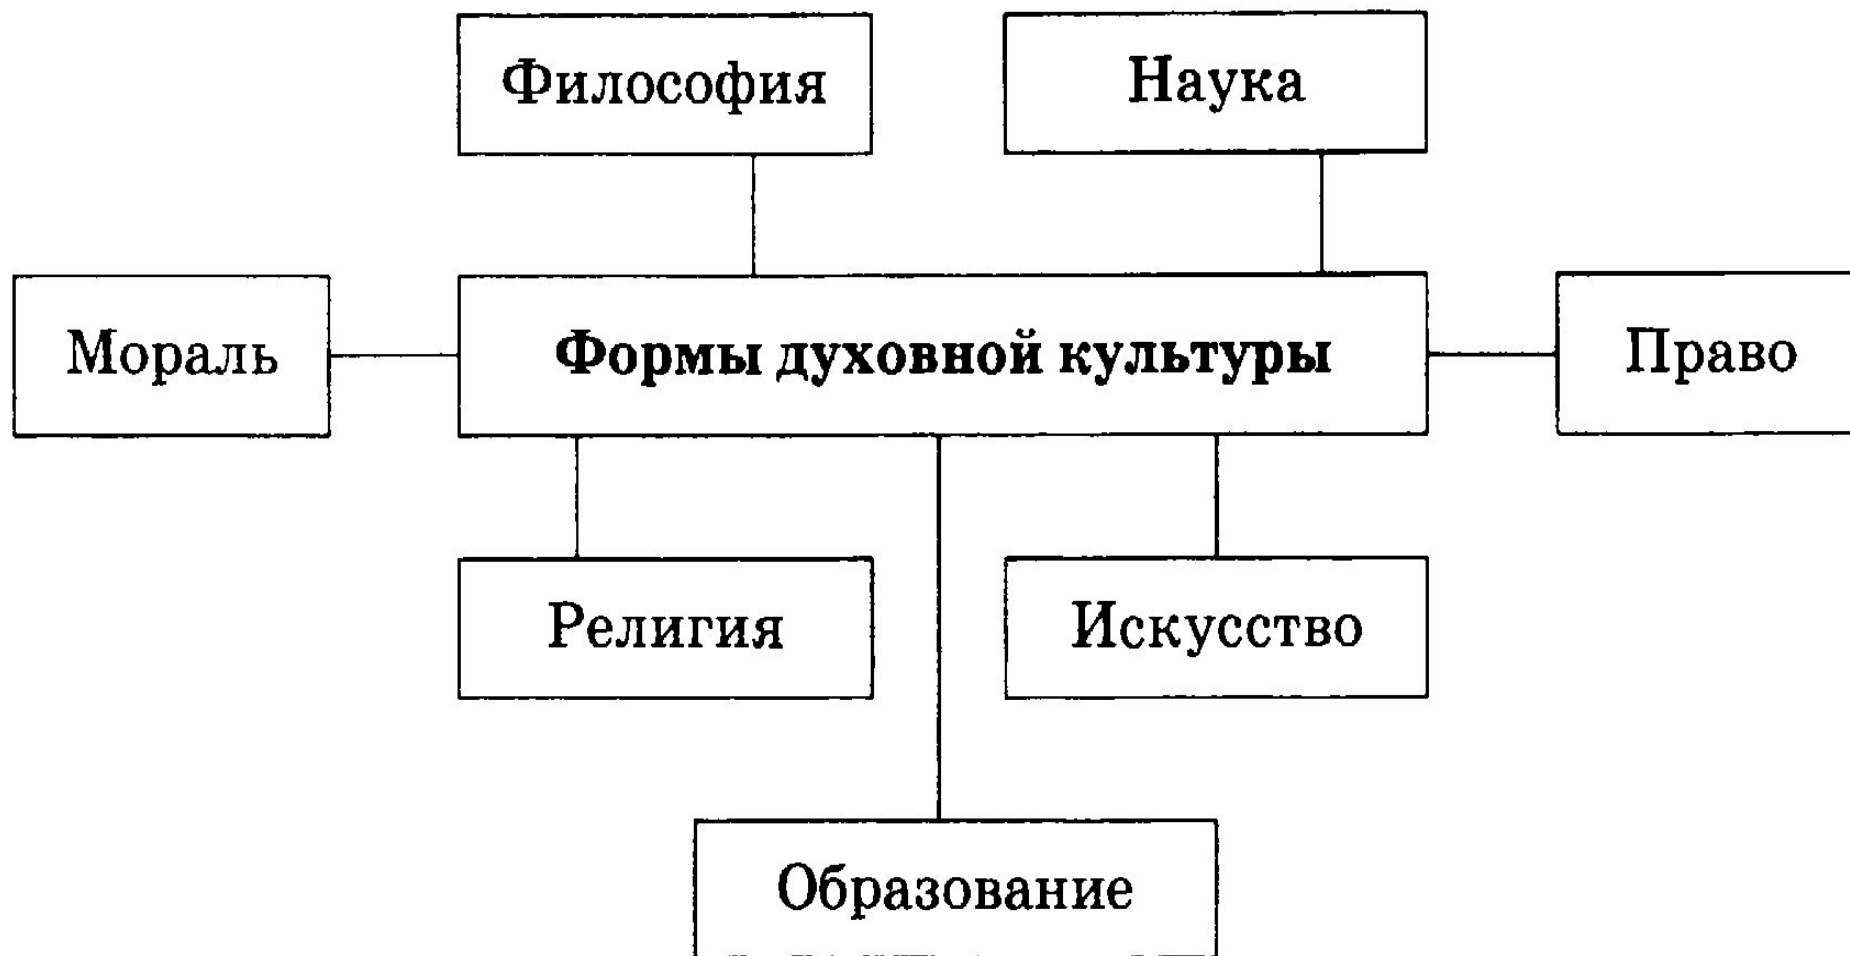 Философия
Наука
Мораль
Формы духовной культуры
Право
Религия
Искусство
Образование